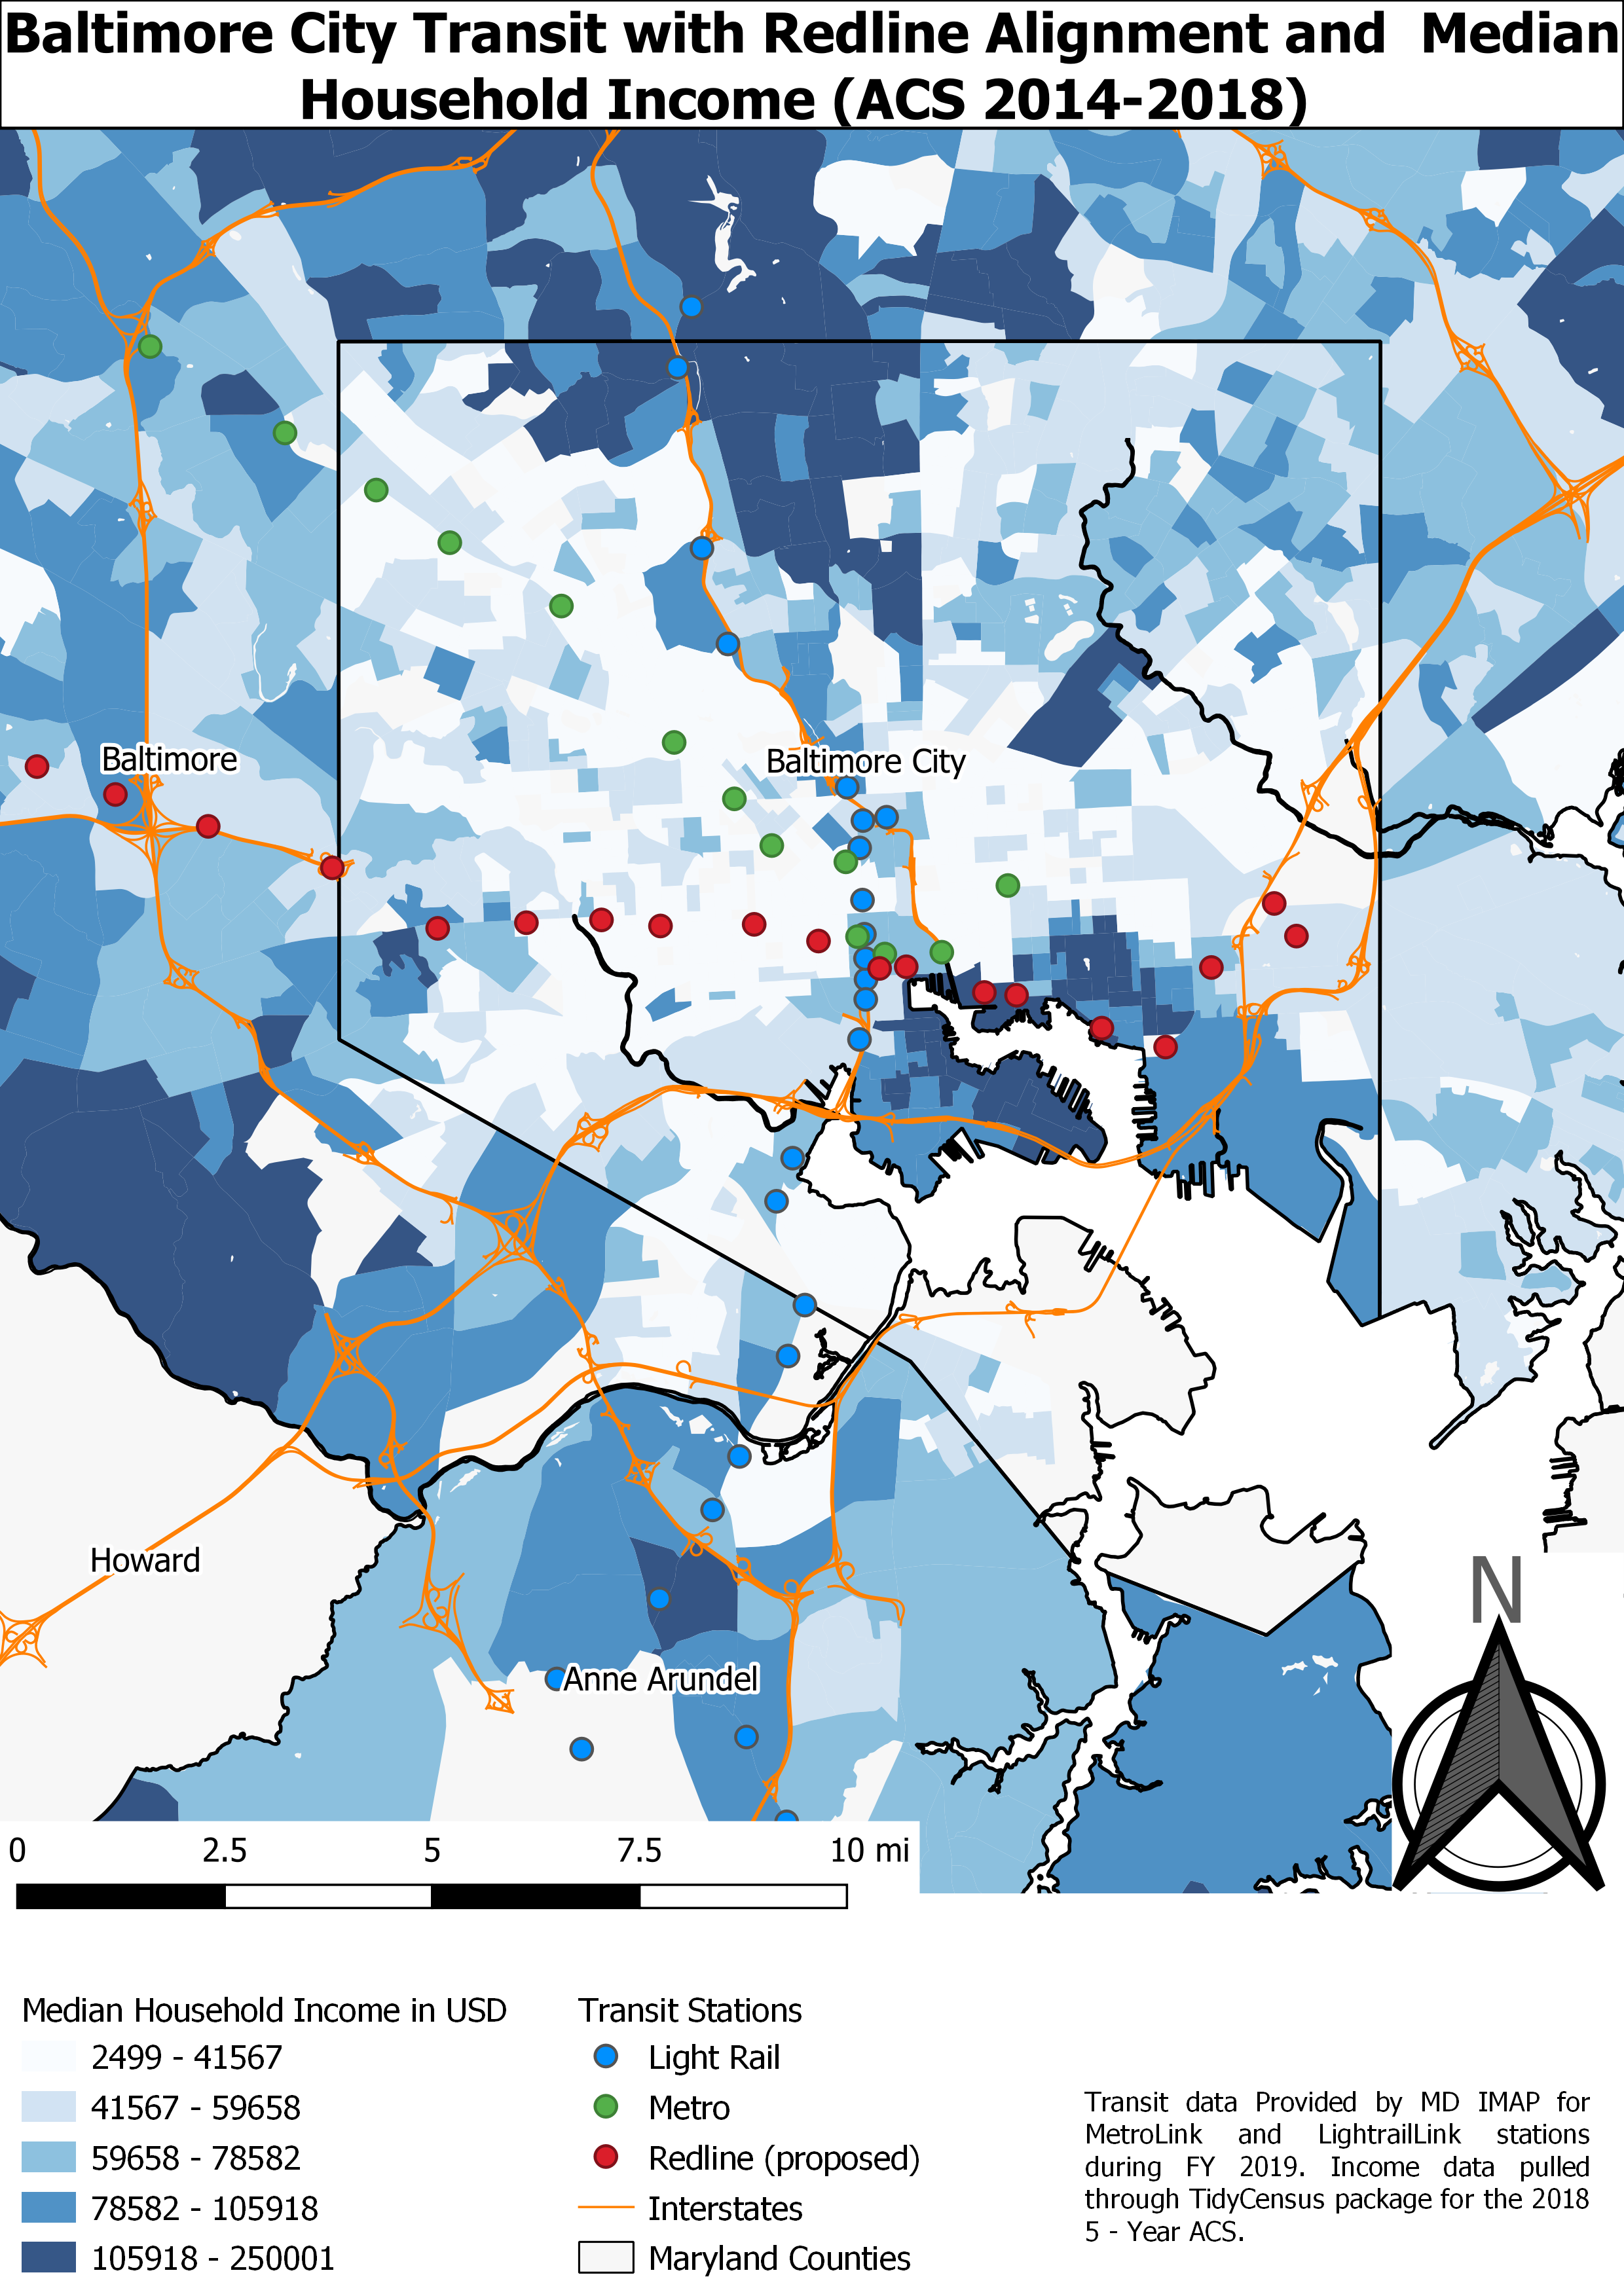 Baltimore City Transit with Redline Alignment and  Median
Household Income (ACS 2014-2018)
Baltimore
Baltimore City
Howard
Anne Arundel
N
0 2.5 5 7.5 10 mi
Median Household Income in USD
2499 - 41567
41567 - 59658
59658 - 78582
78582 - 105918
105918 - 250001
Transit Stations
Light Rail
Metro
Redline (proposed)
Interstates
Maryland Counties
Transit data Provided by MD IMAP for
MetroLink and LightrailLink stations
during FY 2019. Income data pulled
through TidyCensus package for the 2018
5 - Year ACS.